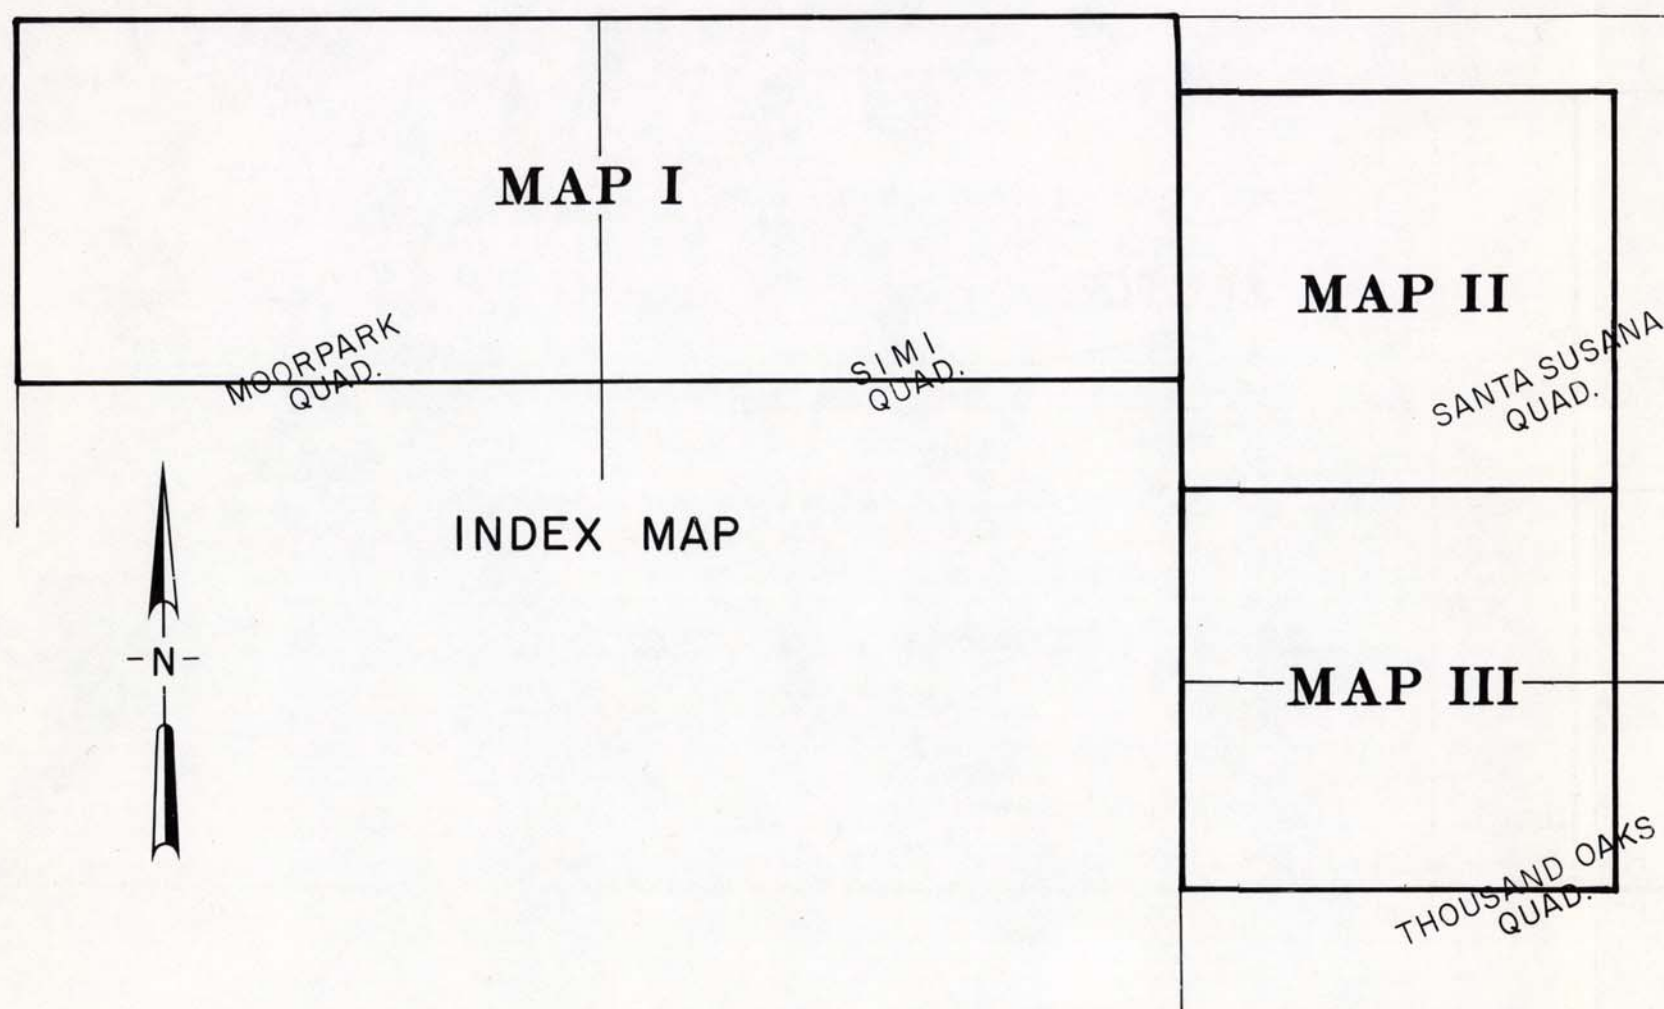 MAP I
MAP II
MOORPARK
QUAD.
SIMI
QUAD.
SANTA SUSANA
QUAD.
INDEX MAP
-N-
MAP III
THOUSAND OAKS
QUAD.